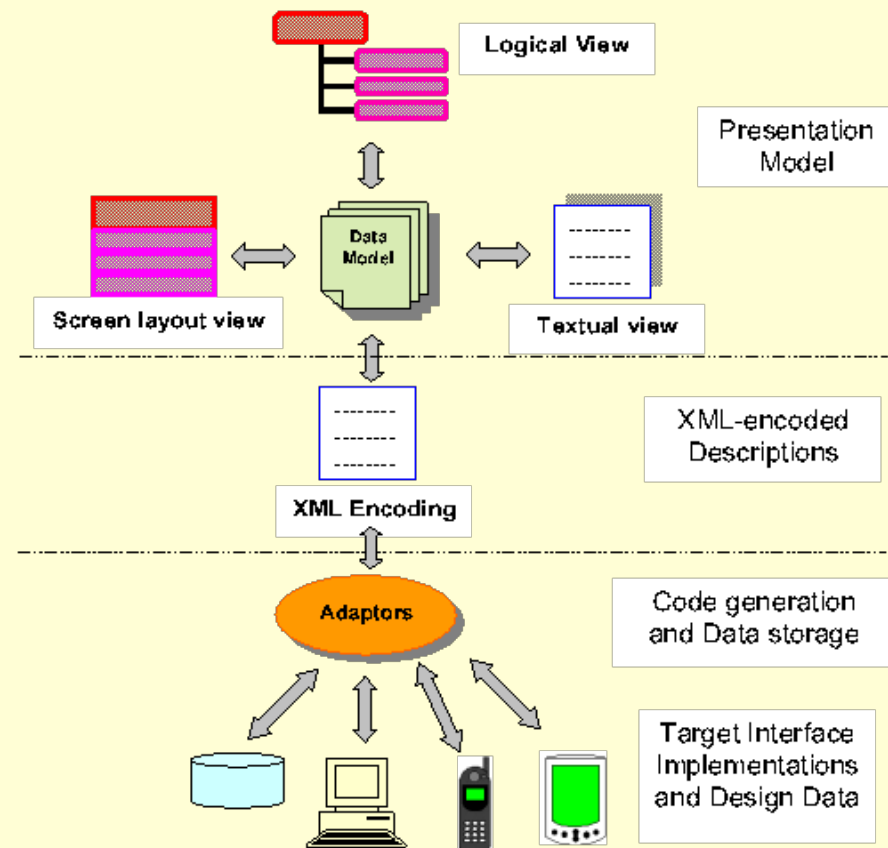 Logical View
Presentation
Model
Data
Model
Screen layout view
Textual view
XML-encoded
Descriptions
XML Encoding
Adaptors
Code generation
and Data storage
Target Interface
Implementations
and Design Data